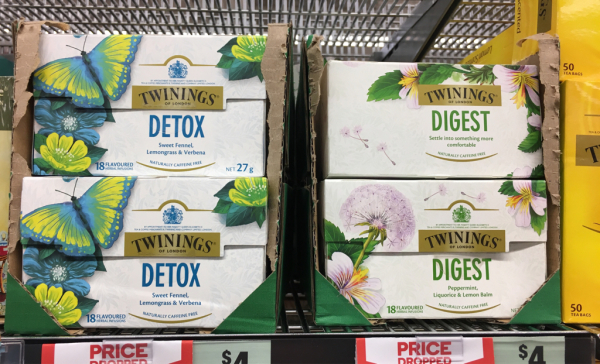 TWININGS
OF LONDON
DETOX
Sweet Fennel,
Lemongrass & Verbena
NATURALLY CAFFEINE FREE
18 FLAVOURED
HERBAL INFUSIONS
NET 27g
TWININGS
OF LONDON
DETOX
Sweet Fennel,
Lemongrass & Verbena
NATURALLY CAFFEINE FREE
18 FLAVOURED
HERBAL INFUSIONS
TWININGS
OF LONDON
DIGEST
Settle into something more
comfortable
NATURALLY CAFFEINE FREE
TWININGS
OF LONDON
DIGEST
Peppermint,
Liquorice & Lemon Balm
NATURALLY CAFFEINE FREE
18 FLAVOURED
HERBAL INFUSIONS
50
TEA BAGS
50
TEA BAGS
PRICE
DROPPED
$4
PRICE
DROPPED
$4